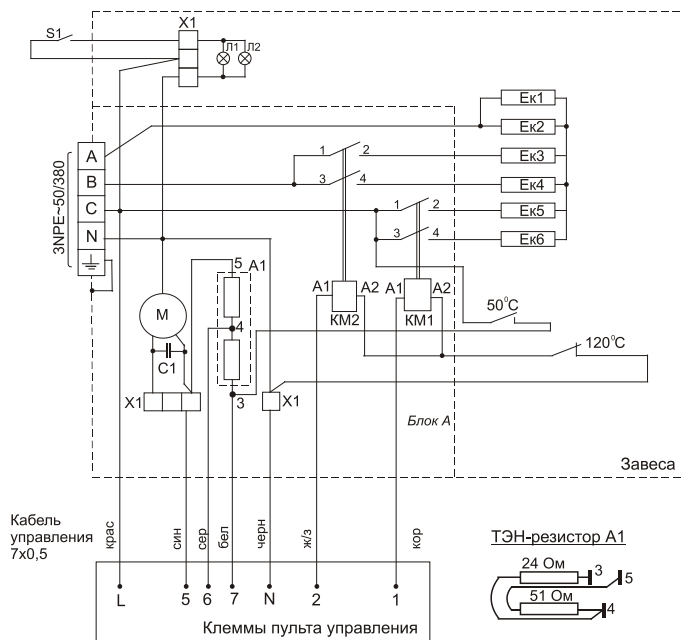 S1
X1
Л1
Л2
Ек1
Ек2
Ек3
Ек4
Ек5
Ек6
3NPE~50/380
A
B
C
N
1
2
3
4
1
2
3
4
5
A1
4
3
M
C1
X1
A1
A2
КМ2
A1
A2
КМ1
50°C
120°C
X1
Блок А
Завеса
Кабель
управления
7x0,5
крас
син
сер
бел
черн
ж/з
кор
L
5
6
7
N
2
1
Клеммы пульта управления
ТЭН-резистор А1
24 Ом
3
5
51 Ом
4